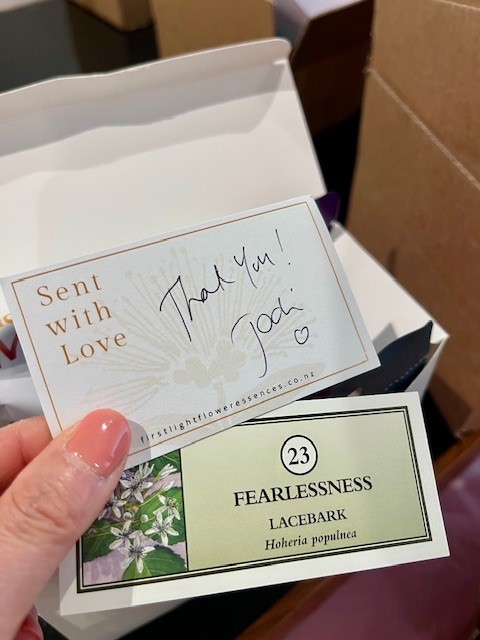 Sent
with
Love
Thank You!
Jodi
firstlightfloweressences.co.nz
23
FEARLESSNESS
LACEBARK
Hoheria populnea